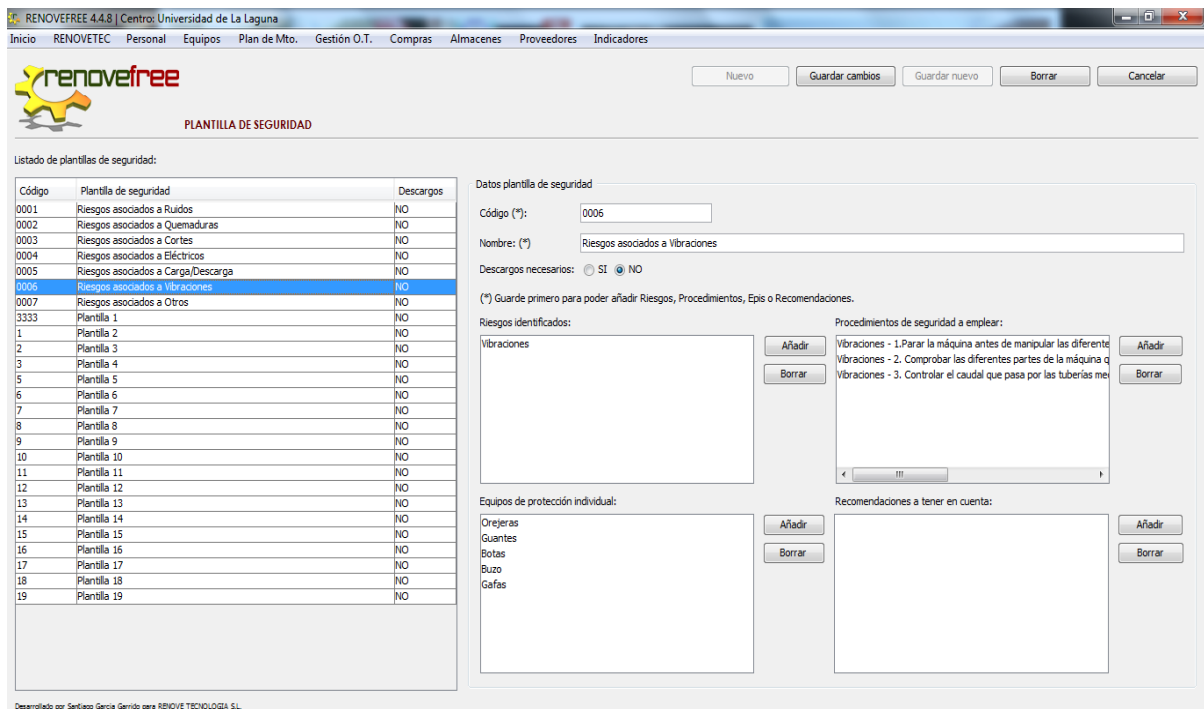 RENOVEFREE 4.4.8 | Centro: Universidad de La Laguna
Inicio RENOVETEC Personal Equipos Plan de Mto. Gestión O.T. Compras Almacenes Proveedores Indicadores
renovefree
Nuevo Guardar cambios Guardar nuevo Borrar Cancelar
PLANTILLA DE SEGURIDAD
Listado de plantillas de seguridad:
Código Plantilla de seguridad Descargos
0001 Riesgos asociados a Ruidos NO
0002 Riesgos asociados a Quemaduras NO
0003 Riesgos asociados a Cortes NO
0004 Riesgos asociados a Eléctricos NO
0005 Riesgos asociados a Carga/Descarga NO
0006 Riesgos asociados a Vibraciones NO
0007 Riesgos asociados a Otros NO
3333 Plantilla 1 NO
1 Plantilla 2 NO
2 Plantilla 3 NO
3 Plantilla 4 NO
5 Plantilla 5 NO
6 Plantilla 6 NO
7 Plantilla 7 NO
8 Plantilla 8 NO
9 Plantilla 9 NO
10 Plantilla 10 NO
11 Plantilla 11 NO
12 Plantilla 12 NO
13 Plantilla 13 NO
14 Plantilla 14 NO
15 Plantilla 15 NO
16 Plantilla 16 NO
17 Plantilla 17 NO
18 Plantilla 18 NO
19 Plantilla 19 NO
Datos plantilla de seguridad
Código (*): 0006
Nombre: (*) Riesgos asociados a Vibraciones
Descargos necesarios: SI NO
(*) Guarde primero para poder añadir Riesgos, Procedimientos, Epis o Recomendaciones.
Riesgos identificados:
Vibraciones
Añadir
Borrar
Procedimientos de seguridad a emplear:
Vibraciones - 1.Parar la máquina antes de manipular las diferente
Vibraciones - 2. Comprobar las diferentes partes de la máquina q
Vibraciones - 3. Controlar el caudal que pasa por las tuberías me
Añadir
Borrar
Equipos de protección individual:
Orejeras
Guantes
Botas
Buzo
Gafas
Añadir
Borrar
Recomendaciones a tener en cuenta:
Añadir
Borrar
Desarrollado por Santiago Garcia Garrido para RENOVE TECNOLOGIA S.L.